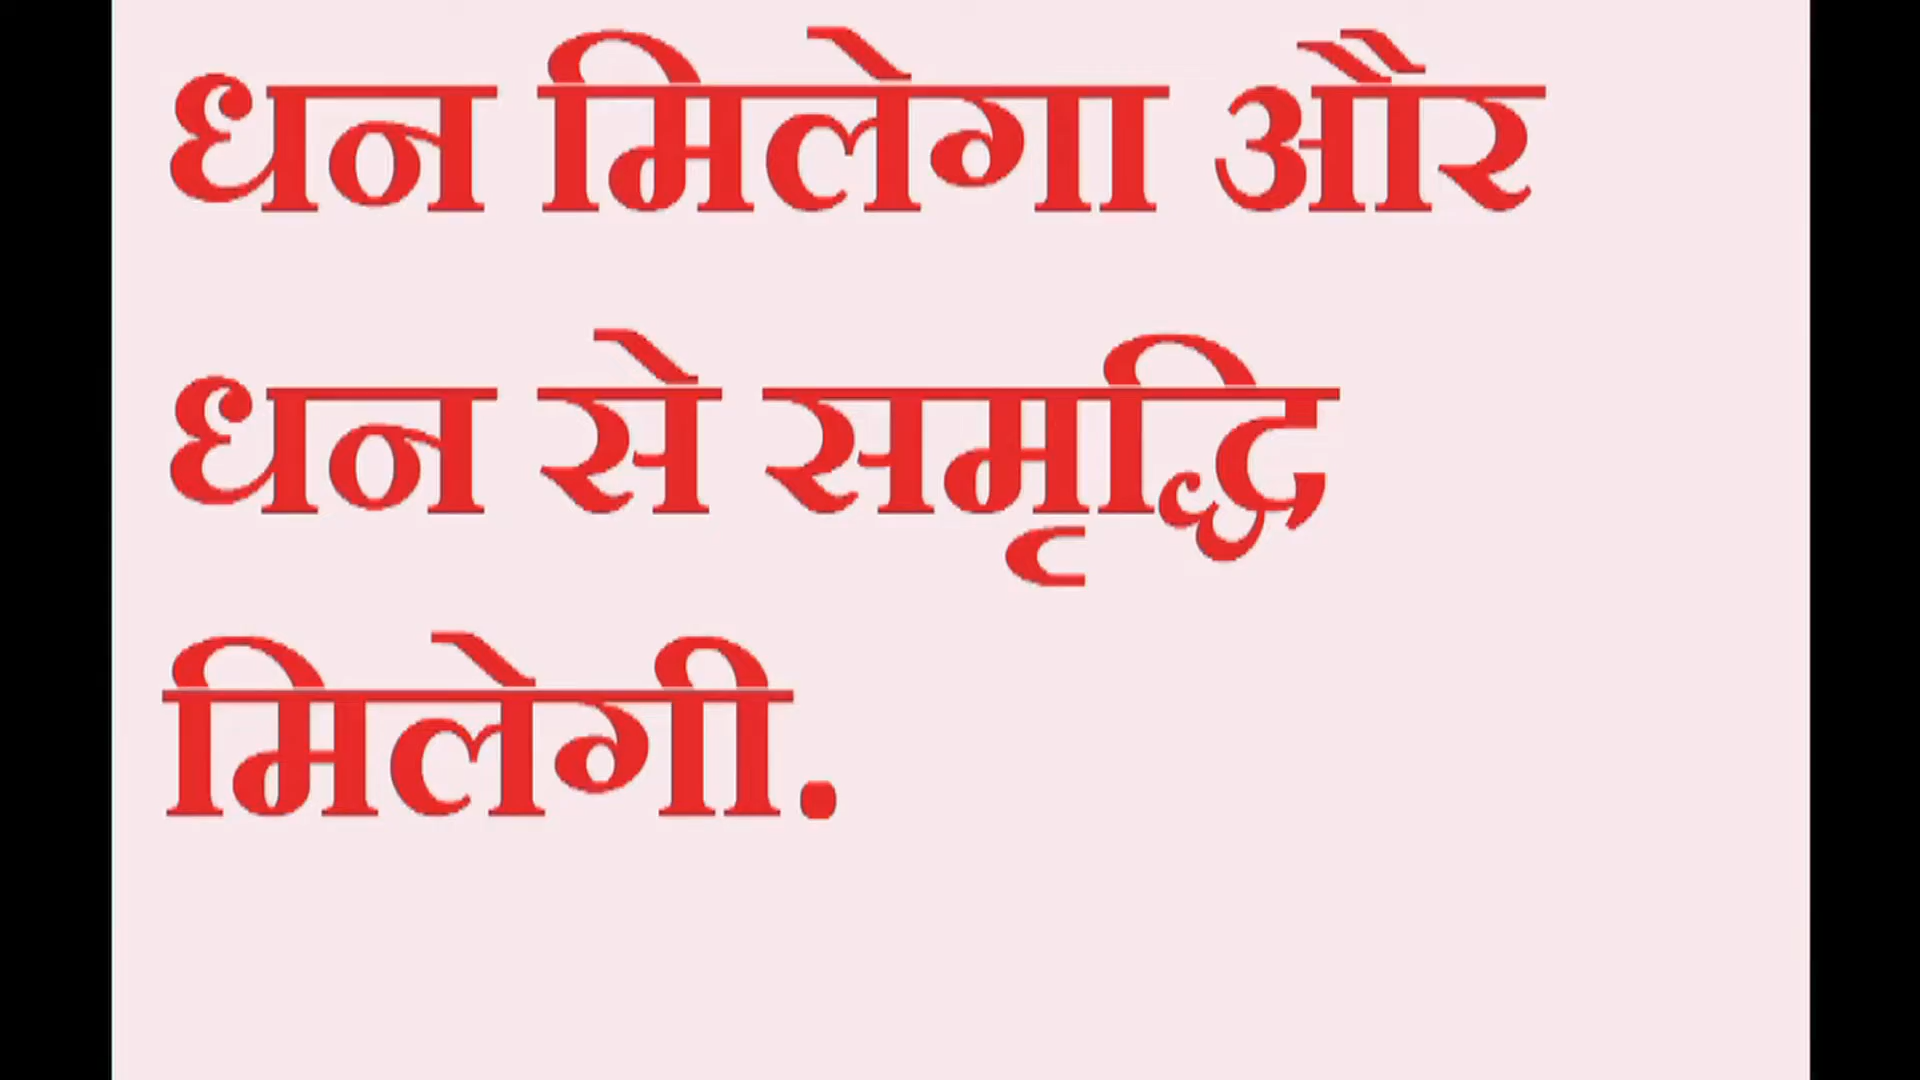 धन मिलेगा और
धन से समृद्धि
मिलेगी.